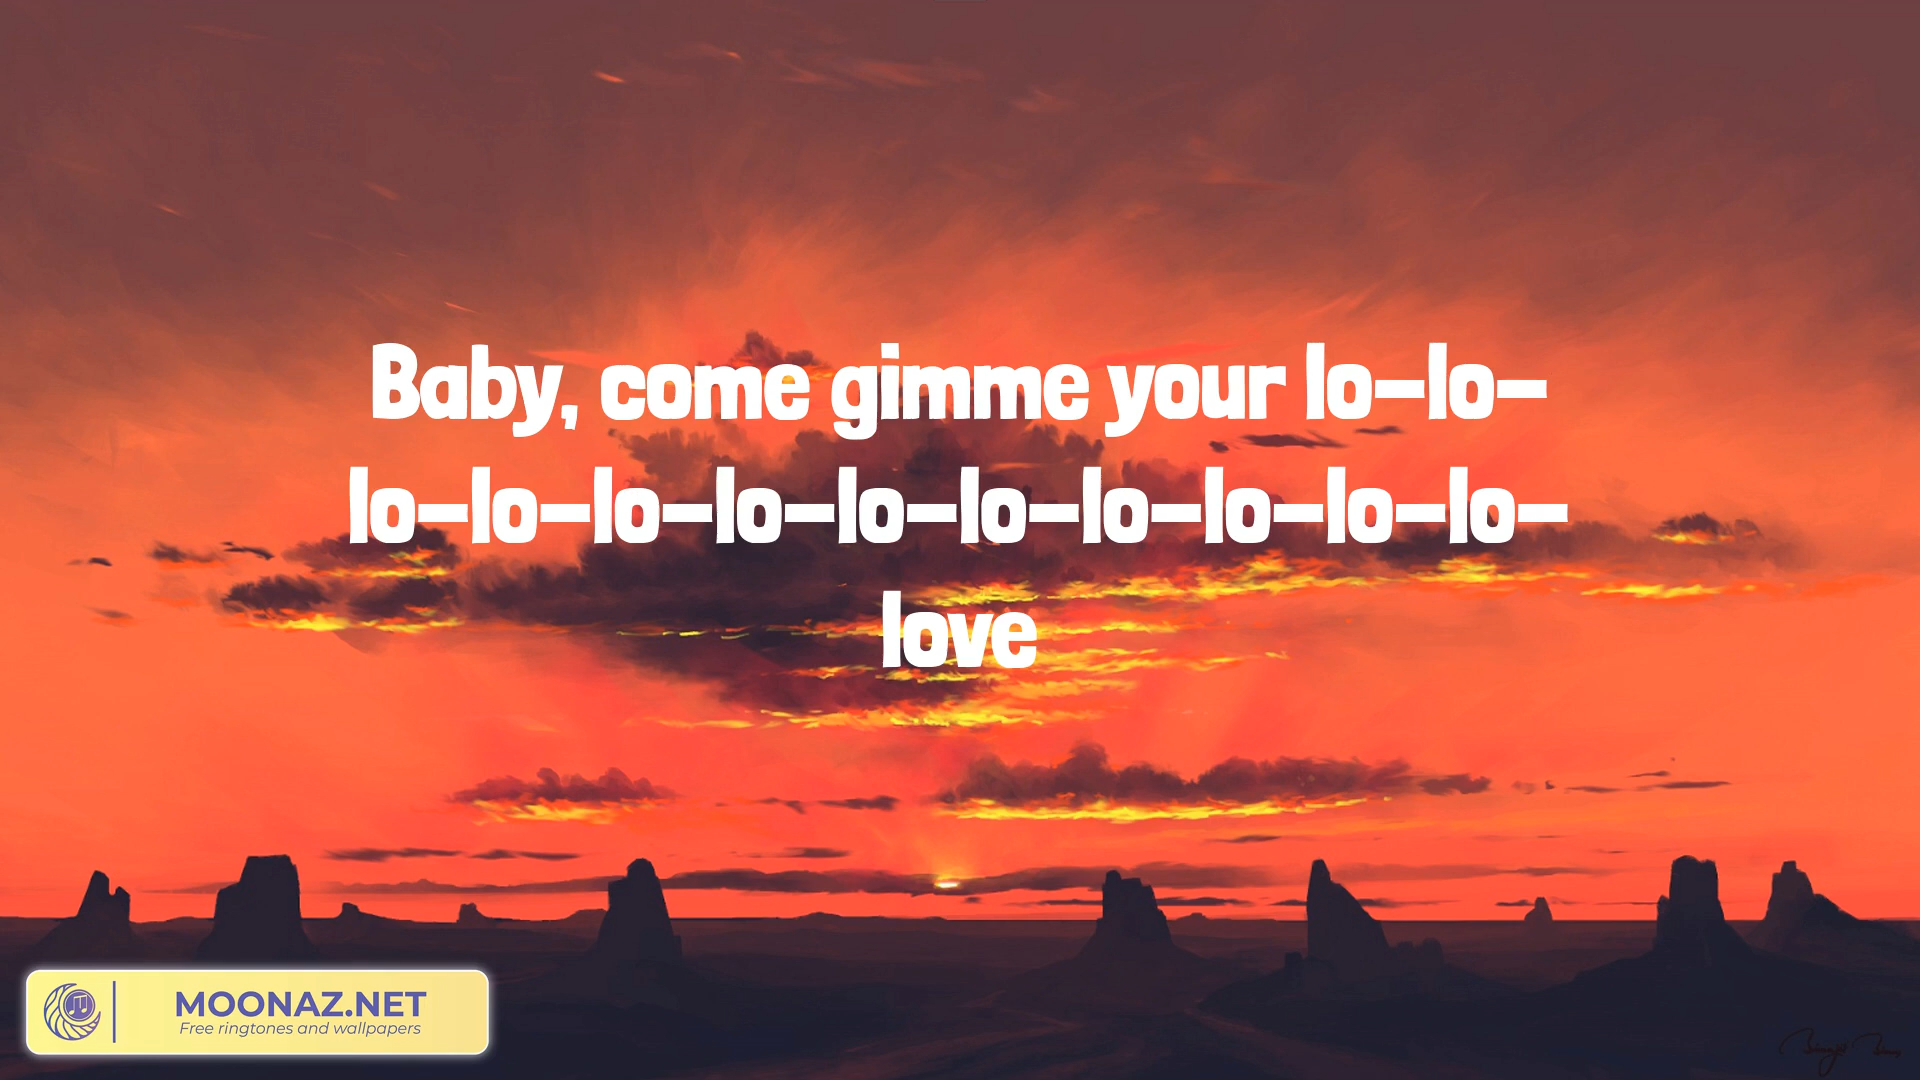 Baby, come gimme your lo-lo-
lo-lo-lo-lo-lo-lo-lo-lo-lo-lo-
love
MOONAZ.NET
Free ringtones and wallpapers